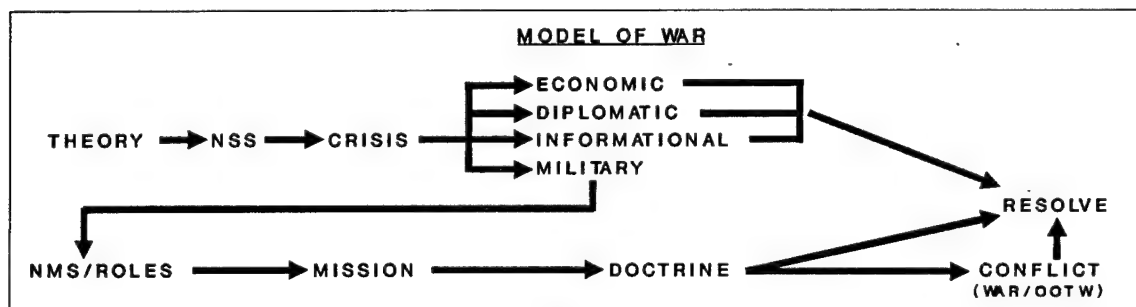 MODEL OF WAR
ECONOMIC
DIPLOMATIC
THEORY NSS CRISIS INFORMATIONAL
MILITARY
RESOLVE
NMS/ROLES MISSION DOCTRINE CONFLICT
(WAR/OOTW)